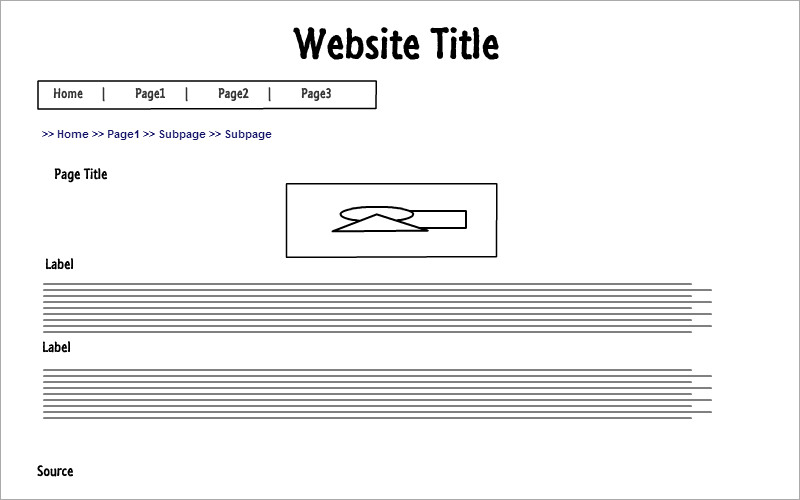 Website Title
Home | Page1 | Page2 | Page3
>> Home >> Page1 >> Subpage >> Subpage
Page Title
Label
Label
Source